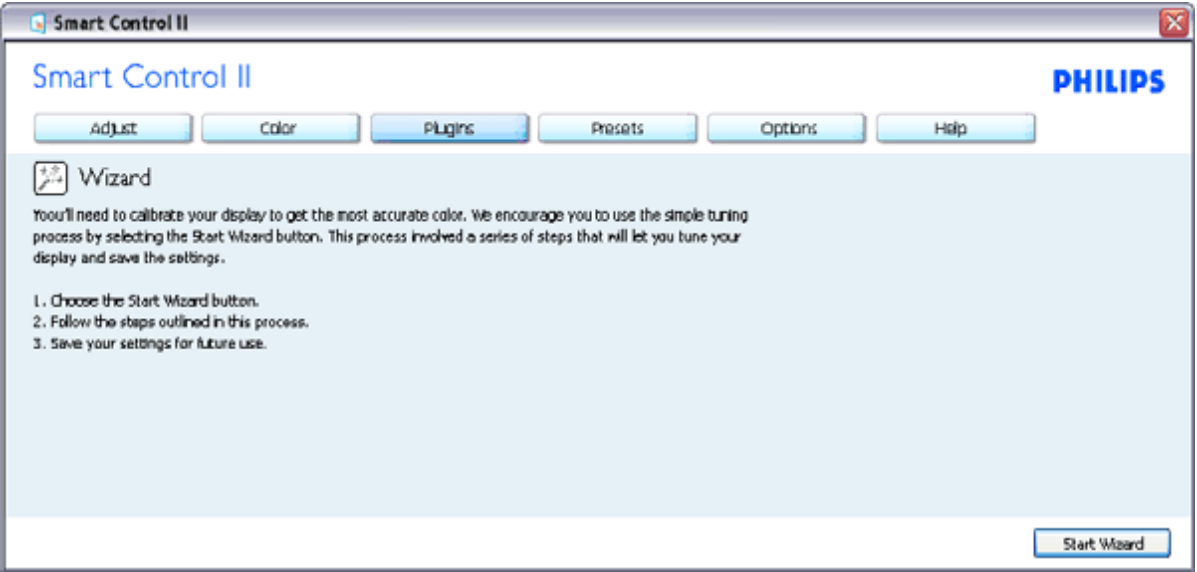 Smart Control II
Smart Control II
PHILIPS
Adjust Color Plugins Presets Options Help
Wizard
Yoou'll need to calibrate your display to get the most accurate color. We encourage you to use the simple tuning
process by selecting the Start Wizard button. This process involved a series of steps that will let you tune your
display and save the settings.
1. Choose the Start Wizard button.
2. Follow the steps outlined in this process.
3. Save your settings for future use.
Start Wizard